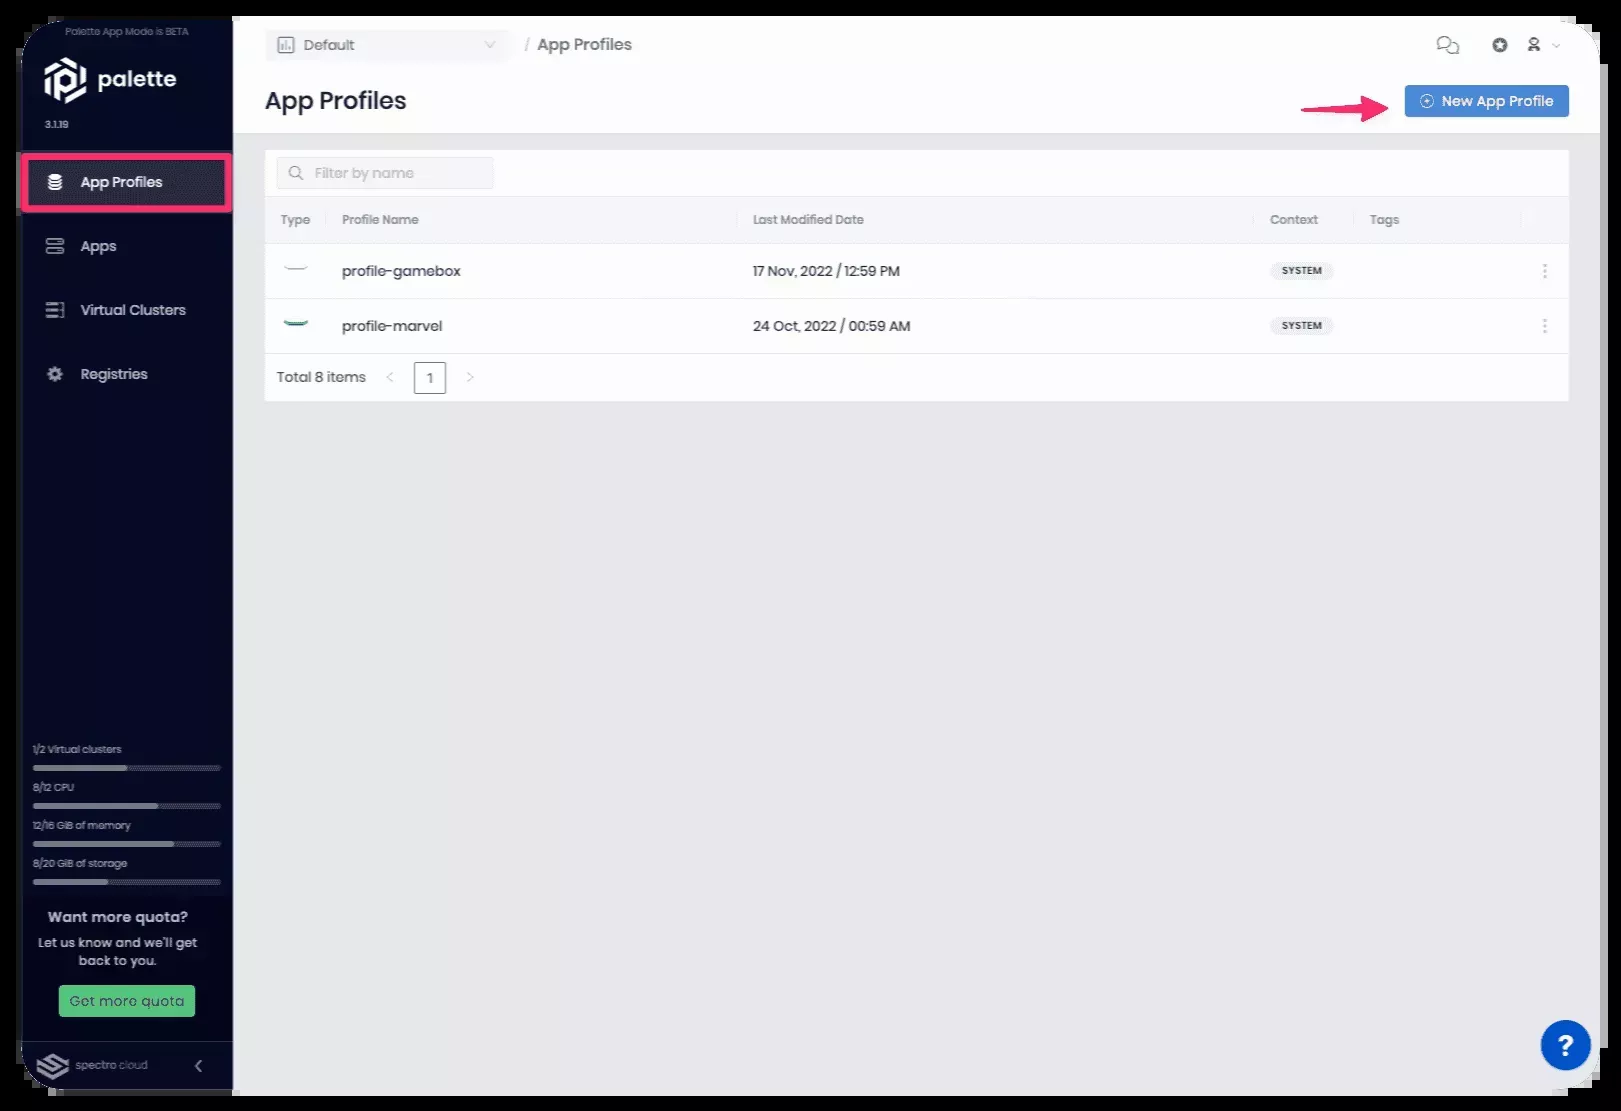 Palette App Mode is BETA
palette
3.1.19
App Profiles
Apps
Virtual Clusters
Registries
1/2 Virtual clusters
8/12 CPU
12/16 GiB of memory
8/20 GiB of storage
Want more quota?
Let us know and we'll get
back to you.
Get more quota
spectro cloud
Default / App Profiles
App Profiles
New App Profile
Filter by name
Type Profile Name Last Modified Date Context Tags
profile-gamebox 17 Nov, 2022 / 12:59 PM SYSTEM
profile-marvel 24 Oct, 2022 / 00:59 AM SYSTEM
Total 8 items < 1 >
?